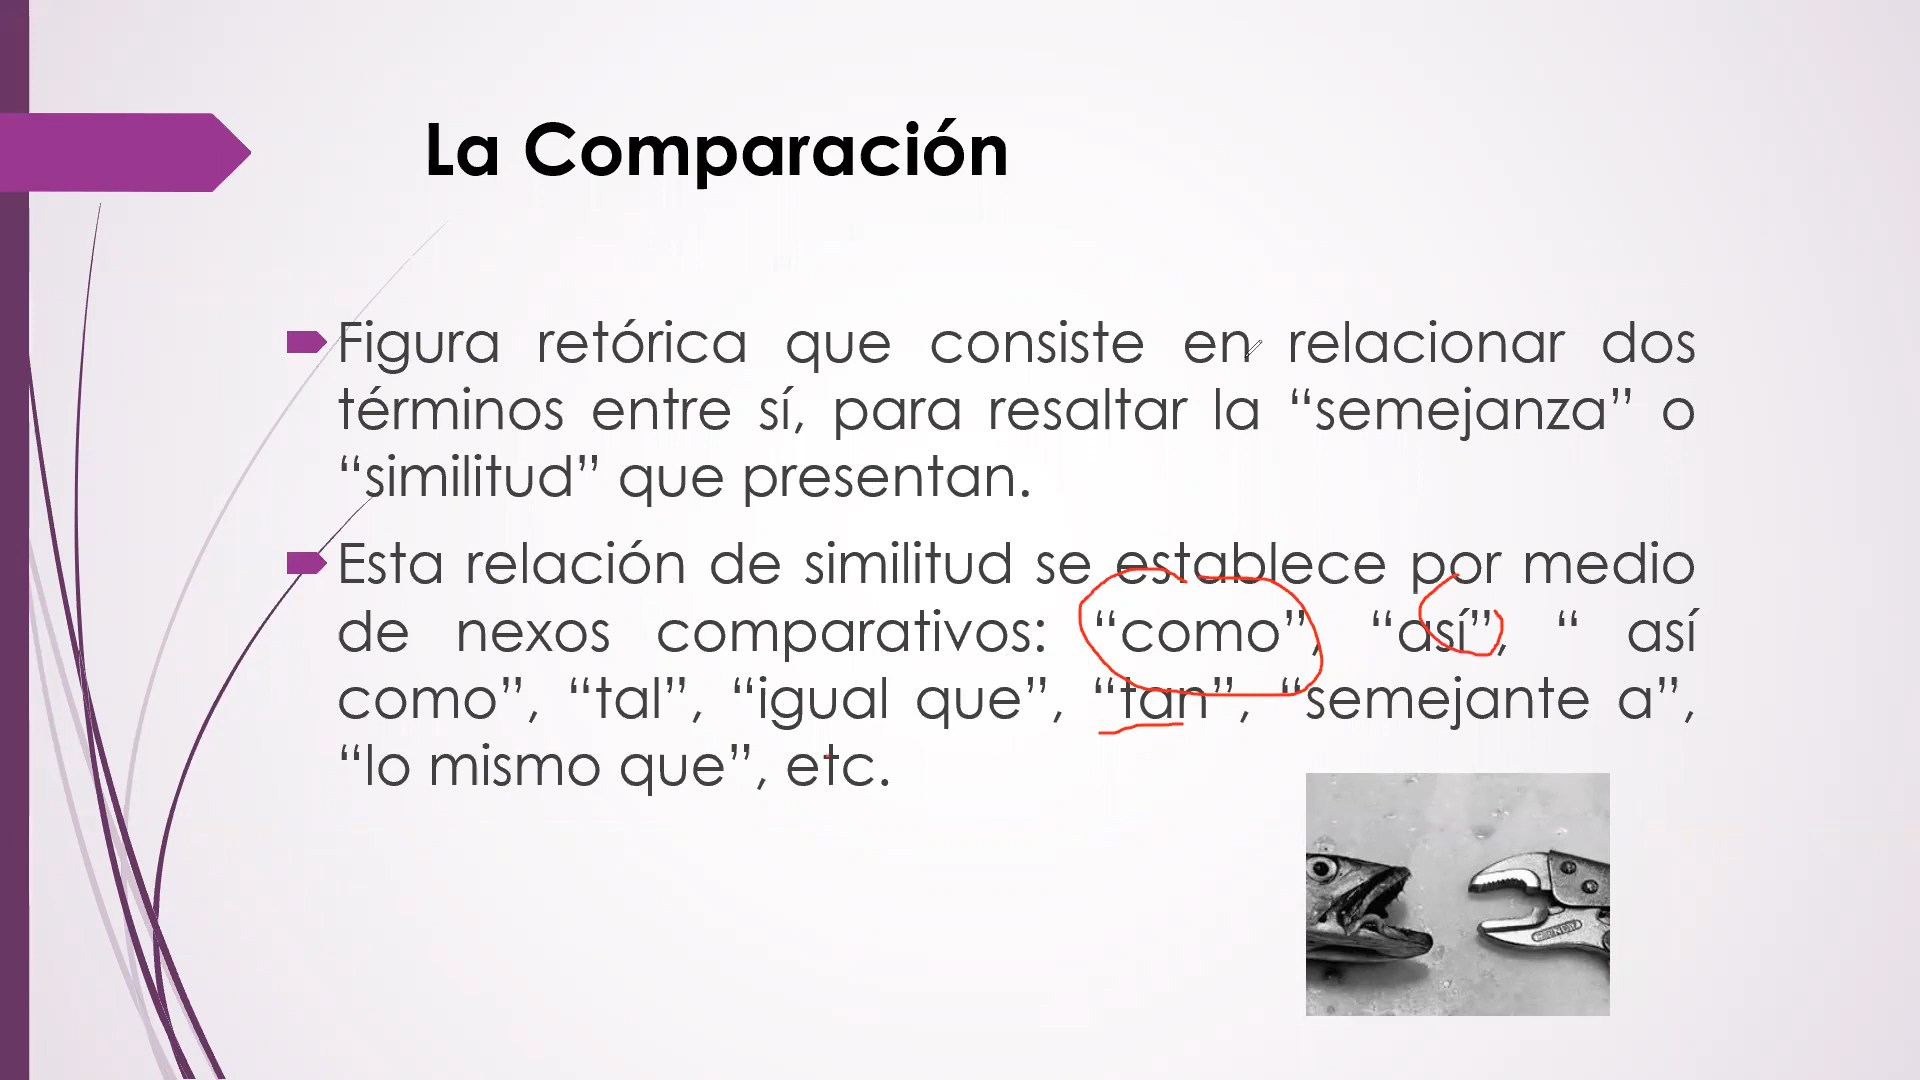 La Comparación
Figura retórica que consiste en relacionar dos
términos entre sí, para resaltar la “semejanza” o
“similitud” que presentan.
Esta relación de similitud se establece por medio
de nexos comparativos: “como”, “así”, “ así
como”, “tal”, “igual que”, “tan”, “semejante a”,
“lo mismo que”, etc.